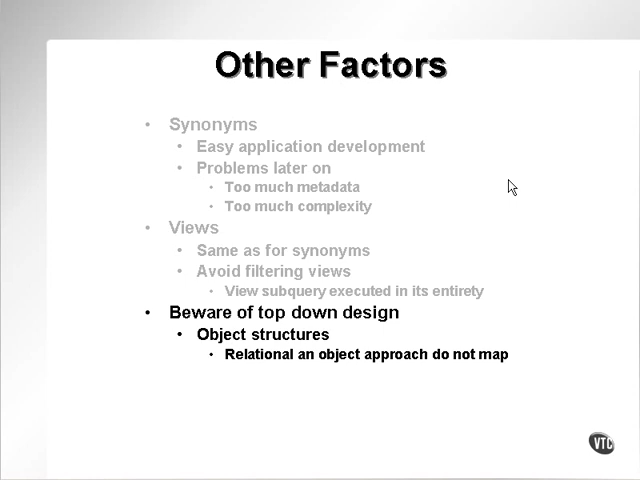 Other Factors
• Synonyms
• Easy application development
• Problems later on
• Too much metadata
• Too much complexity
• Views
• Same as for synonyms
• Avoid filtering views
• View subquery executed in its entirety
• Beware of top down design
• Object structures
• Relational an object approach do not map
VTC